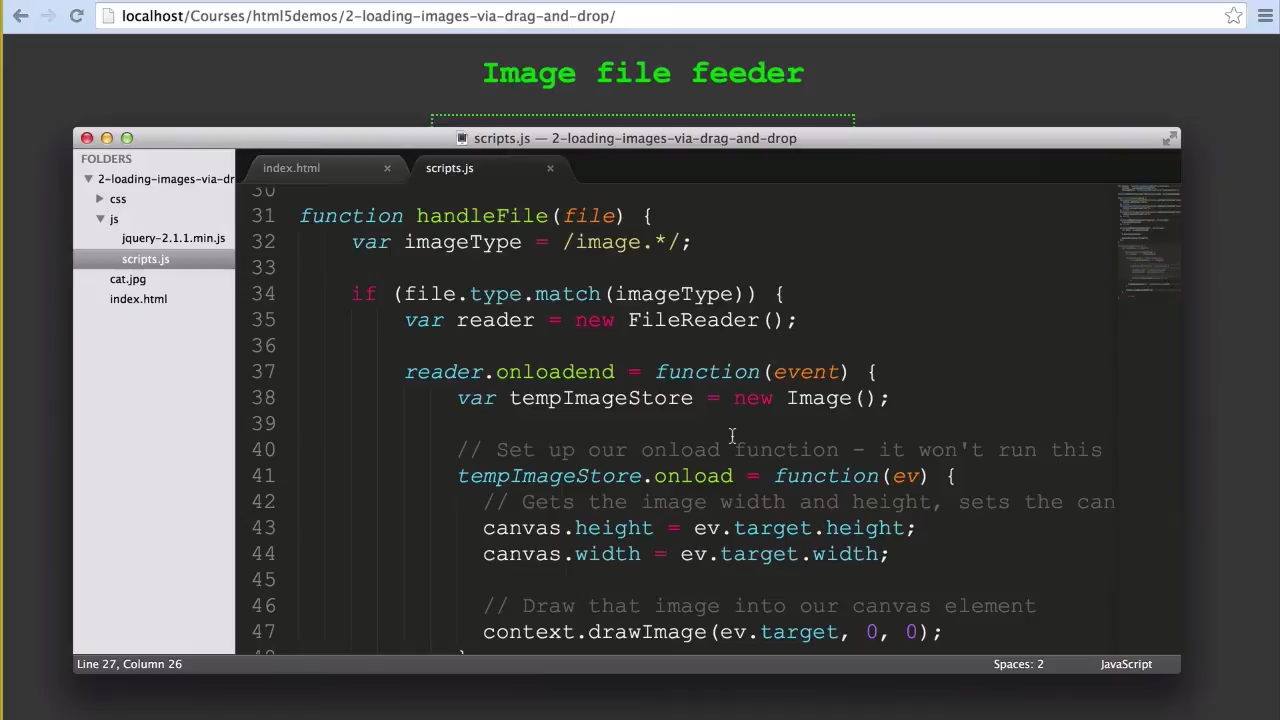 localhost/Courses/html5demos/2-loading-images-via-drag-and-drop/
Image file feeder
scripts.js — 2-loading-images-via-drag-and-drop
FOLDERS
2-loading-images-via-dr
css
js
jquery-2.1.1.min.js
scripts.js
cat.jpg
index.html
index.html
scripts.js
30
31 function handleFile(file) {
32 var imageType = /image.*/;
33
34 if (file.type.match(imageType)) {
35 var reader = new FileReader();
36
37 reader.onloadend = function(event) {
38 var tempImageStore = new Image();
39
40 // Set up our onload function - it won't run this
41 tempImageStore.onload = function(ev) {
42 // Gets the image width and height, sets the can
43 canvas.height = ev.target.height;
44 canvas.width = ev.target.width;
45
46 // Draw that image into our canvas element
47 context.drawImage(ev.target, 0, 0);
48 }
Line 27, Column 26
Spaces: 2
JavaScript